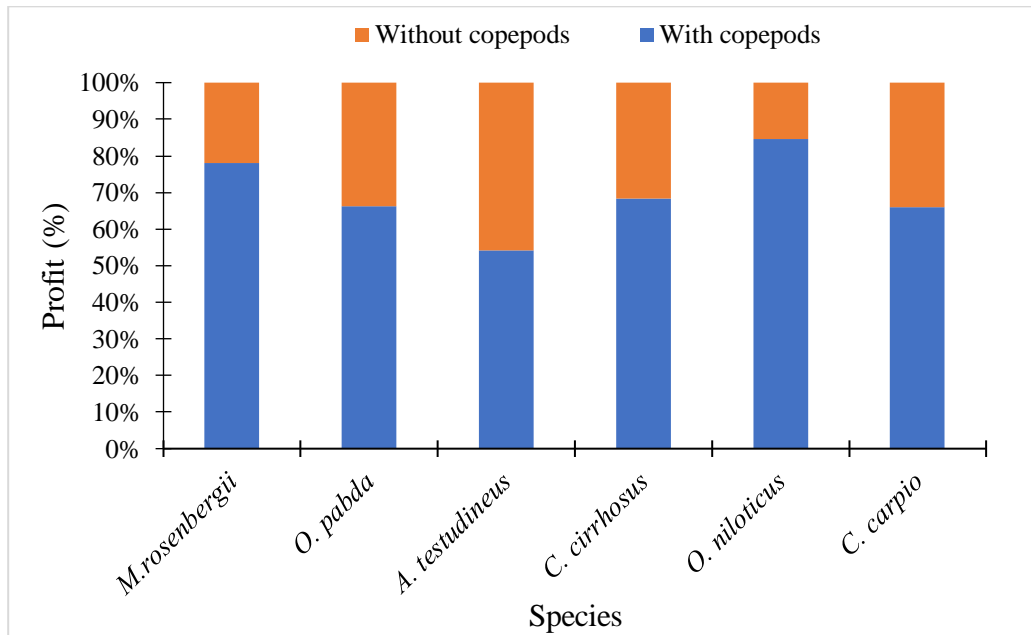 Without copepods With copepods
Profit (%)
100%
90%
80%
70%
60%
50%
40%
30%
20%
10%
0%
M.rosenbergii
O. pabda
A. testudineus
C. cirrhosus
O. niloticus
C. carpio
Species